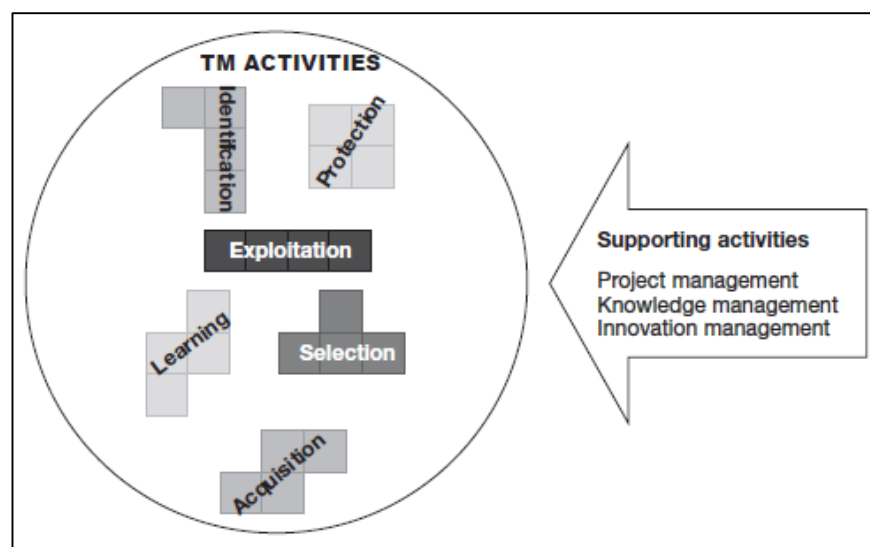 TM ACTIVITIES
Identification
Protection
Exploitation
Learning
Selection
Acquisition
Supporting activities
Project management
Knowledge management
Innovation management